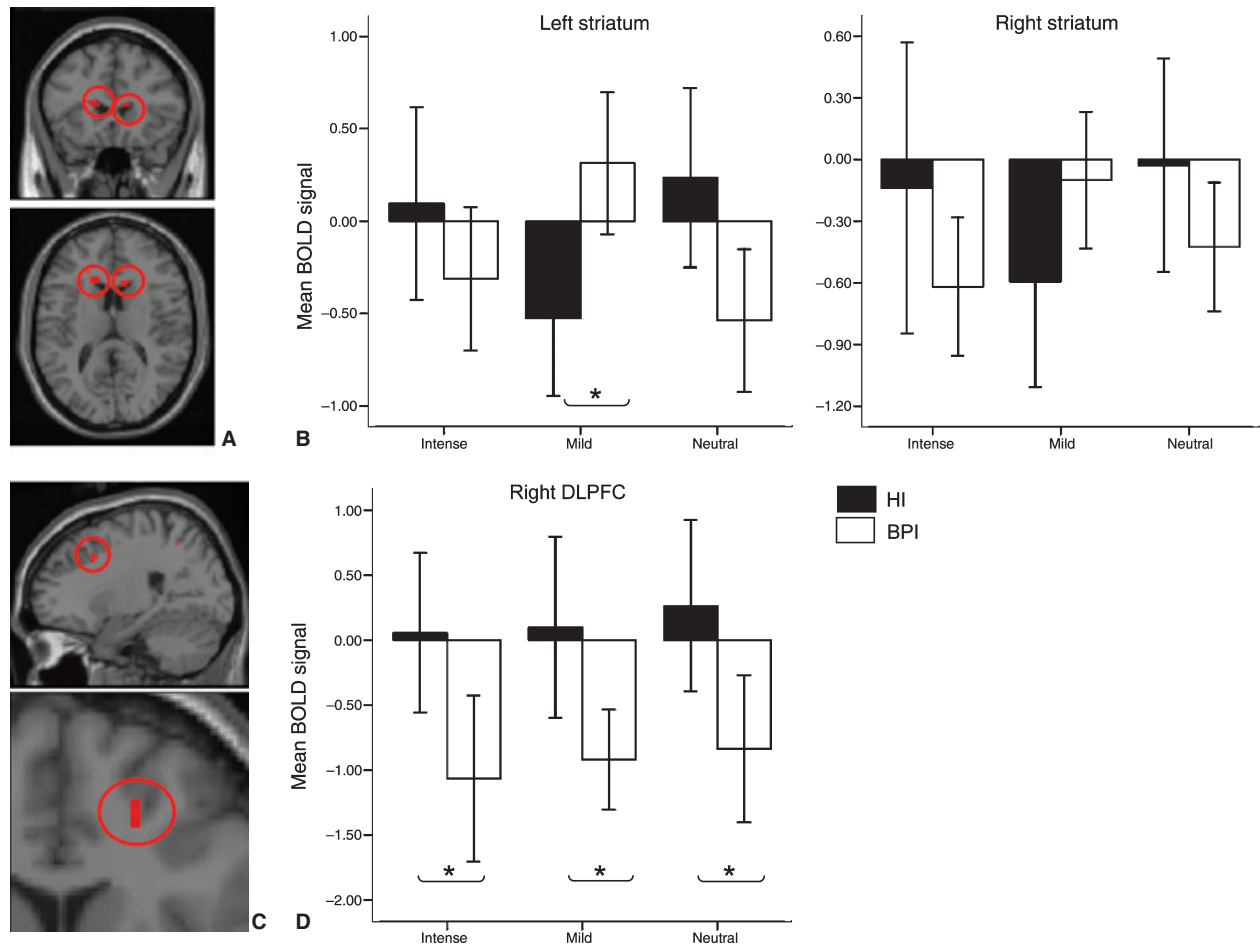 A
B
Left striatum
Mean BOLD signal
1.00
0.50
0.00
−0.50
−1.00
*
Intense Mild Neutral
Right striatum
0.60
0.30
0.00
−0.30
−0.60
−0.90
−1.20
Intense Mild Neutral
C
D
Right DLPFC
Mean BOLD signal
1.00
0.50
0.00
−0.50
−1.00
−1.50
−2.00
* * *
Intense Mild Neutral
HI
BPI